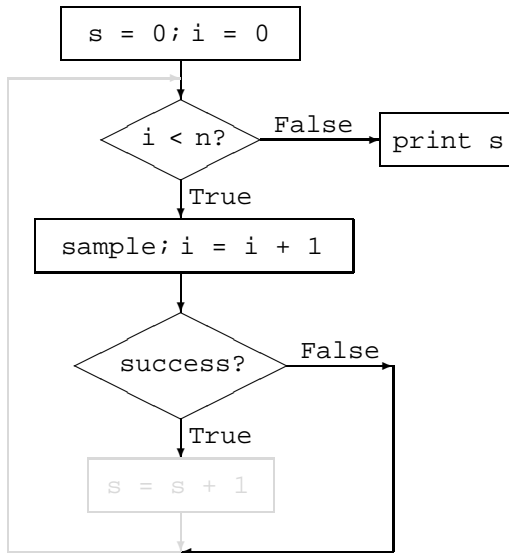 s = 0; i = 0
i < n?
False
print s
True
sample; i = i + 1
success?
False
True
s = s + 1